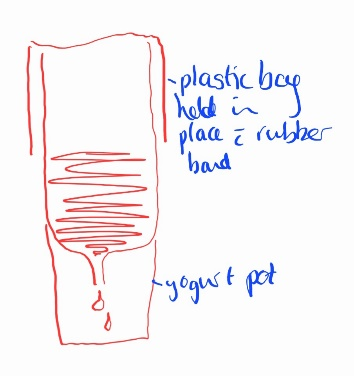 plastic bag
held in
place c̄ rubber
band
yogurt pot